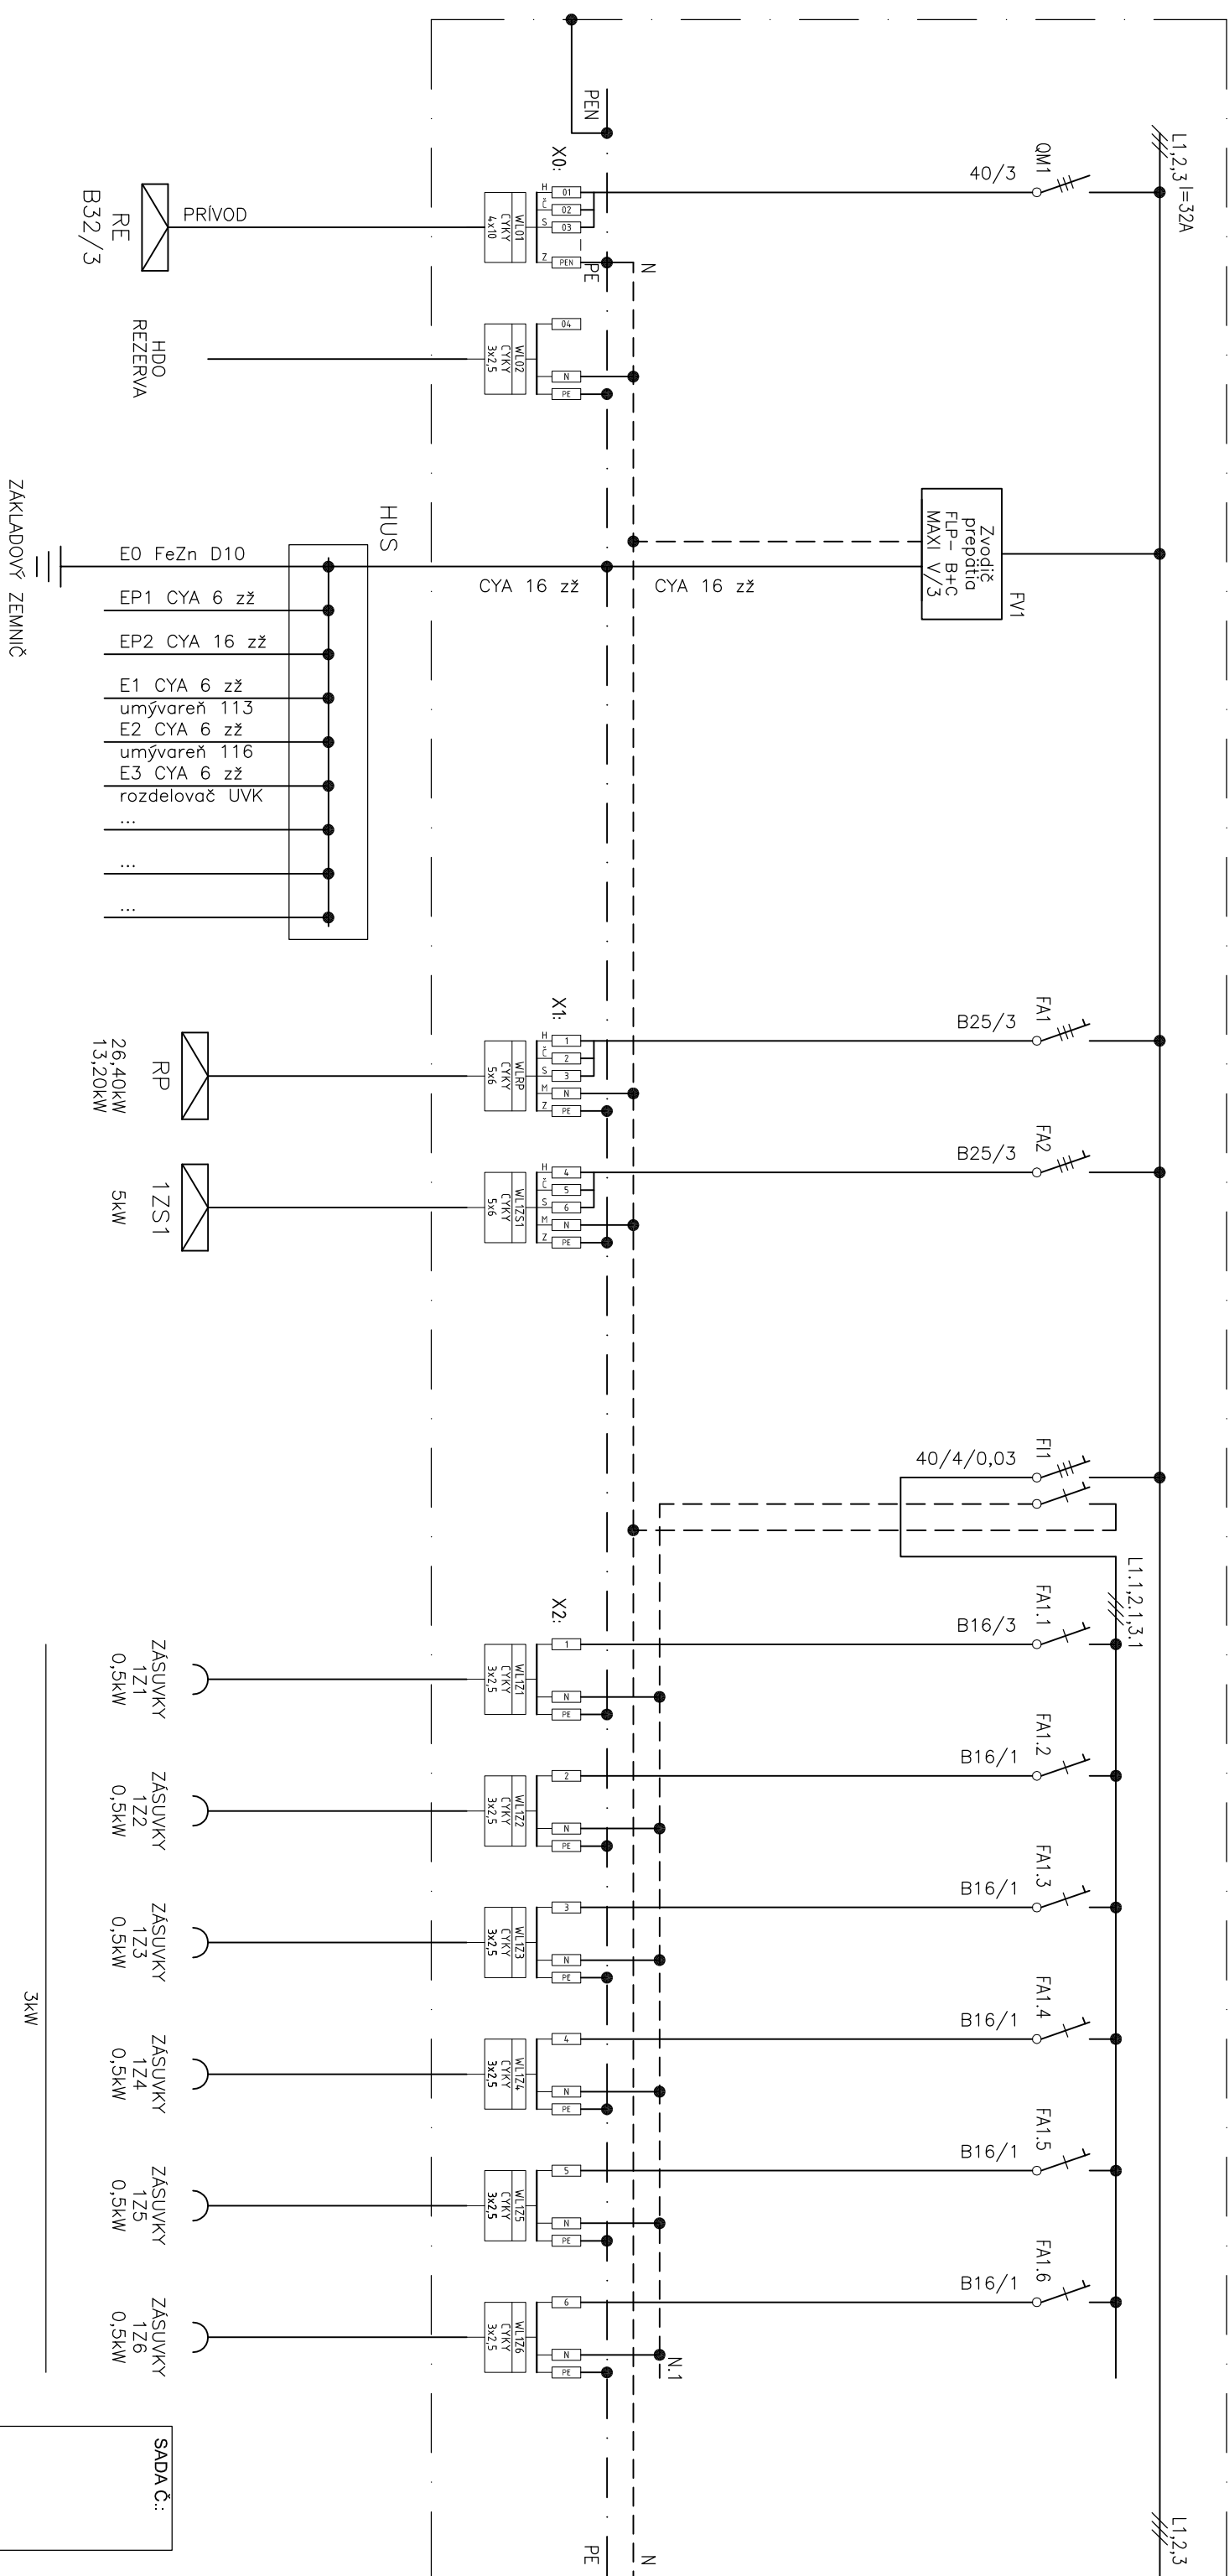 L1,2,3 I=32A
L1,2,3
QM1
40/3
PEN
X0:
H
01
Č
02
S
03
Z
PEN
WL01
CYKY
4x10
PE
N
PRÍVOD
RE
B32/3
04
N
PE
WL02
CYKY
3x2,5
HDO
REZERVA
Zvodič
prepätia
FLP- B+C
MAXI V/3
FV1
CYA 16 zž
CYA 16 zž
HUS
E0 FeZn D10
EP1 CYA 6 zž
EP2 CYA 16 zž
E1 CYA 6 zž
umývareň 113
E2 CYA 6 zž
umývareň 116
E3 CYA 6 zž
rozdelovač UVK
...
...
...
ZÁKLADOVÝ ZEMNIČ
FA1
B25/3
X1:
H
1
Č
2
S
3
M
N
Z
PE
WLRP
CYKY
5x6
RP
26,40kW
13,20kW
FA2
B25/3
H
4
Č
5
S
6
M
N
Z
PE
WL1ZS1
CYKY
5x6
1ZS1
5kW
FI1
40/4/0,03
L1.1,2.1,3.1
FA1.1
B16/3
X2:
1
N
PE
WL1Z1
CYKY
3x2,5
ZÁSUVKY
1Z1
0,5kW
FA1.2
B16/1
2
N
PE
WL1Z2
CYKY
3x2,5
ZÁSUVKY
1Z2
0,5kW
FA1.3
B16/1
3
N
PE
WL1Z3
CYKY
3x2,5
ZÁSUVKY
1Z3
0,5kW
FA1.4
B16/1
4
N
PE
WL1Z4
CYKY
3x2,5
ZÁSUVKY
1Z4
0,5kW
FA1.5
B16/1
5
N
PE
WL1Z5
CYKY
3x2,5
ZÁSUVKY
1Z5
0,5kW
FA1.6
B16/1
6
N
PE
WL1Z6
CYKY
3x2,5
ZÁSUVKY
1Z6
0,5kW
N.1
3kW
N
PE
SADA Č.: